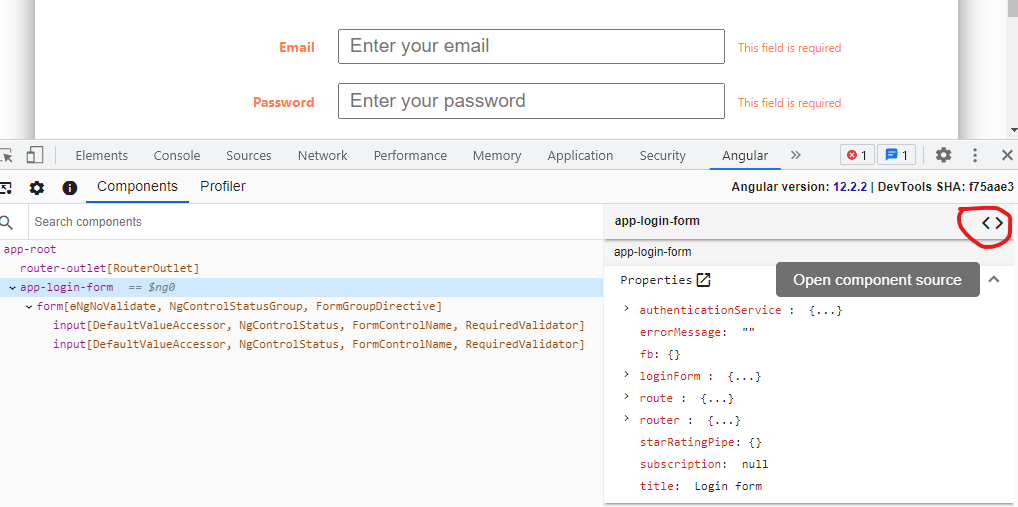 Email Enter your email This field is required
Password Enter your password This field is required
Elements Console Sources Network Performance Memory Application Security Angular » 1 1
Components Profiler Angular version: 12.2.2 | DevTools SHA: f75aae3
Search components
app-login-form
app-root
router-outlet[RouterOutlet]
app-login-form == $ng0
form[ɵNgNoValidate, NgControlStatusGroup, FormGroupDirective]
input[DefaultValueAccessor, NgControlStatus, FormControlName, RequiredValidator]
input[DefaultValueAccessor, NgControlStatus, FormControlName, RequiredValidator]
app-login-form
Properties
Open component source
authenticationService : {...}
errorMessage: ""
fb: {}
loginForm : {...}
route : {...}
router : {...}
starRatingPipe: {}
subscription: null
title: Login form